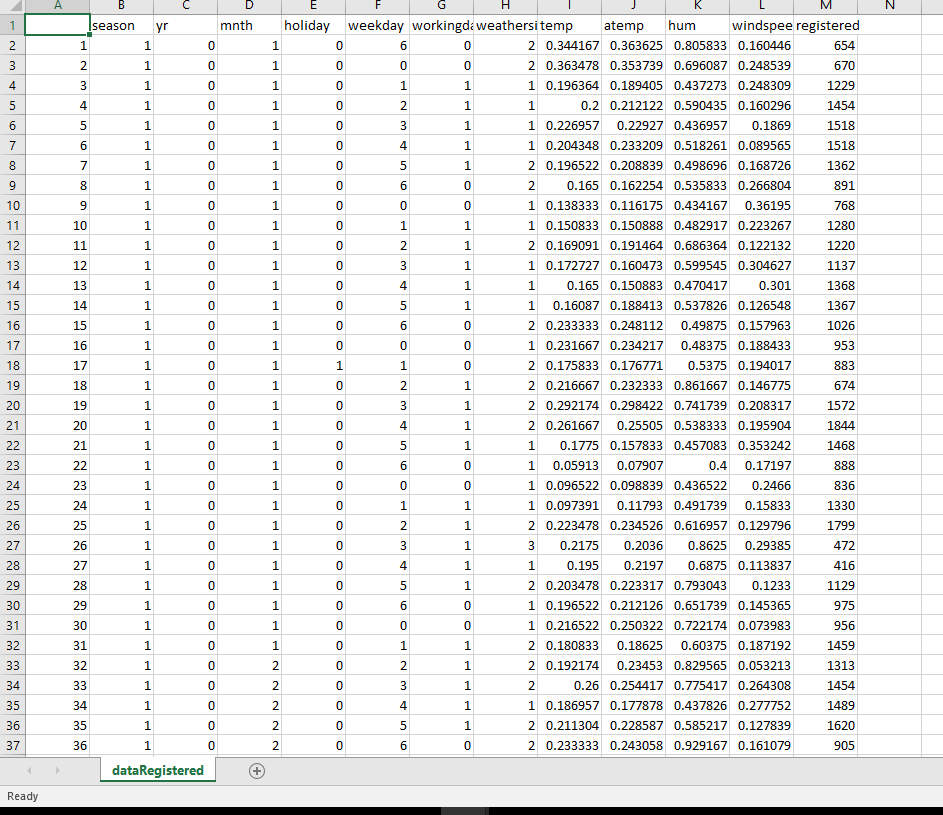 A B C D E F G H I J K L M N
1 season yr mnth holiday weekday workingda weathersi temp atemp hum windspee registered
2 1 1 0 1 0 6 0 2 0.344167 0.363625 0.805833 0.160446 654
3 2 1 0 1 0 0 0 2 0.363478 0.353739 0.696087 0.248539 670
4 3 1 0 1 0 1 1 1 0.196364 0.189405 0.437273 0.248309 1229
5 4 1 0 1 0 2 1 1 0.2 0.212122 0.590435 0.160296 1454
6 5 1 0 1 0 3 1 1 0.226957 0.22927 0.436957 0.1869 1518
7 6 1 0 1 0 4 1 1 0.204348 0.233209 0.518261 0.089565 1518
8 7 1 0 1 0 5 1 2 0.196522 0.208839 0.498696 0.168726 1362
9 8 1 0 1 0 6 0 2 0.165 0.162254 0.535833 0.266804 891
10 9 1 0 1 0 0 0 1 0.138333 0.116175 0.434167 0.36195 768
11 10 1 0 1 0 1 1 1 0.150833 0.150888 0.482917 0.223267 1280
12 11 1 0 1 0 2 1 2 0.169091 0.191464 0.686364 0.122132 1220
13 12 1 0 1 0 3 1 1 0.172727 0.160473 0.599545 0.304627 1137
14 13 1 0 1 0 4 1 1 0.165 0.150883 0.470417 0.301 1368
15 14 1 0 1 0 5 1 1 0.16087 0.188413 0.537826 0.126548 1367
16 15 1 0 1 0 6 0 2 0.233333 0.248112 0.49875 0.157963 1026
17 16 1 0 1 0 0 0 1 0.231667 0.234217 0.48375 0.188433 953
18 17 1 0 1 1 1 0 2 0.175833 0.176771 0.5375 0.194017 883
19 18 1 0 1 0 2 1 2 0.216667 0.232333 0.861667 0.146775 674
20 19 1 0 1 0 3 1 2 0.292174 0.298422 0.741739 0.208317 1572
21 20 1 0 1 0 4 1 2 0.261667 0.25505 0.538333 0.195904 1844
22 21 1 0 1 0 5 1 1 0.1775 0.157833 0.457083 0.353242 1468
23 22 1 0 1 0 6 0 1 0.05913 0.07907 0.4 0.17197 888
24 23 1 0 1 0 0 0 1 0.096522 0.098839 0.436522 0.2466 836
25 24 1 0 1 0 1 1 1 0.097391 0.11793 0.491739 0.15833 1330
26 25 1 0 1 0 2 1 2 0.223478 0.234526 0.616957 0.129796 1799
27 26 1 0 1 0 3 1 3 0.2175 0.2036 0.8625 0.29385 472
28 27 1 0 1 0 4 1 1 0.195 0.2197 0.6875 0.113837 416
29 28 1 0 1 0 5 1 2 0.203478 0.223317 0.793043 0.1233 1129
30 29 1 0 1 0 6 0 1 0.196522 0.212126 0.651739 0.145365 975
31 30 1 0 1 0 0 0 1 0.216522 0.250322 0.722174 0.073983 956
32 31 1 0 1 0 1 1 2 0.180833 0.18625 0.60375 0.187192 1459
33 32 1 0 2 0 2 1 2 0.192174 0.23453 0.829565 0.053213 1313
34 33 1 0 2 0 3 1 2 0.26 0.254417 0.775417 0.264308 1454
35 34 1 0 2 0 4 1 1 0.186957 0.177878 0.437826 0.277752 1489
36 35 1 0 2 0 5 1 2 0.211304 0.228587 0.585217 0.127839 1620
37 36 1 0 2 0 6 0 2 0.233333 0.243058 0.929167 0.161079 905
dataRegistered
Ready